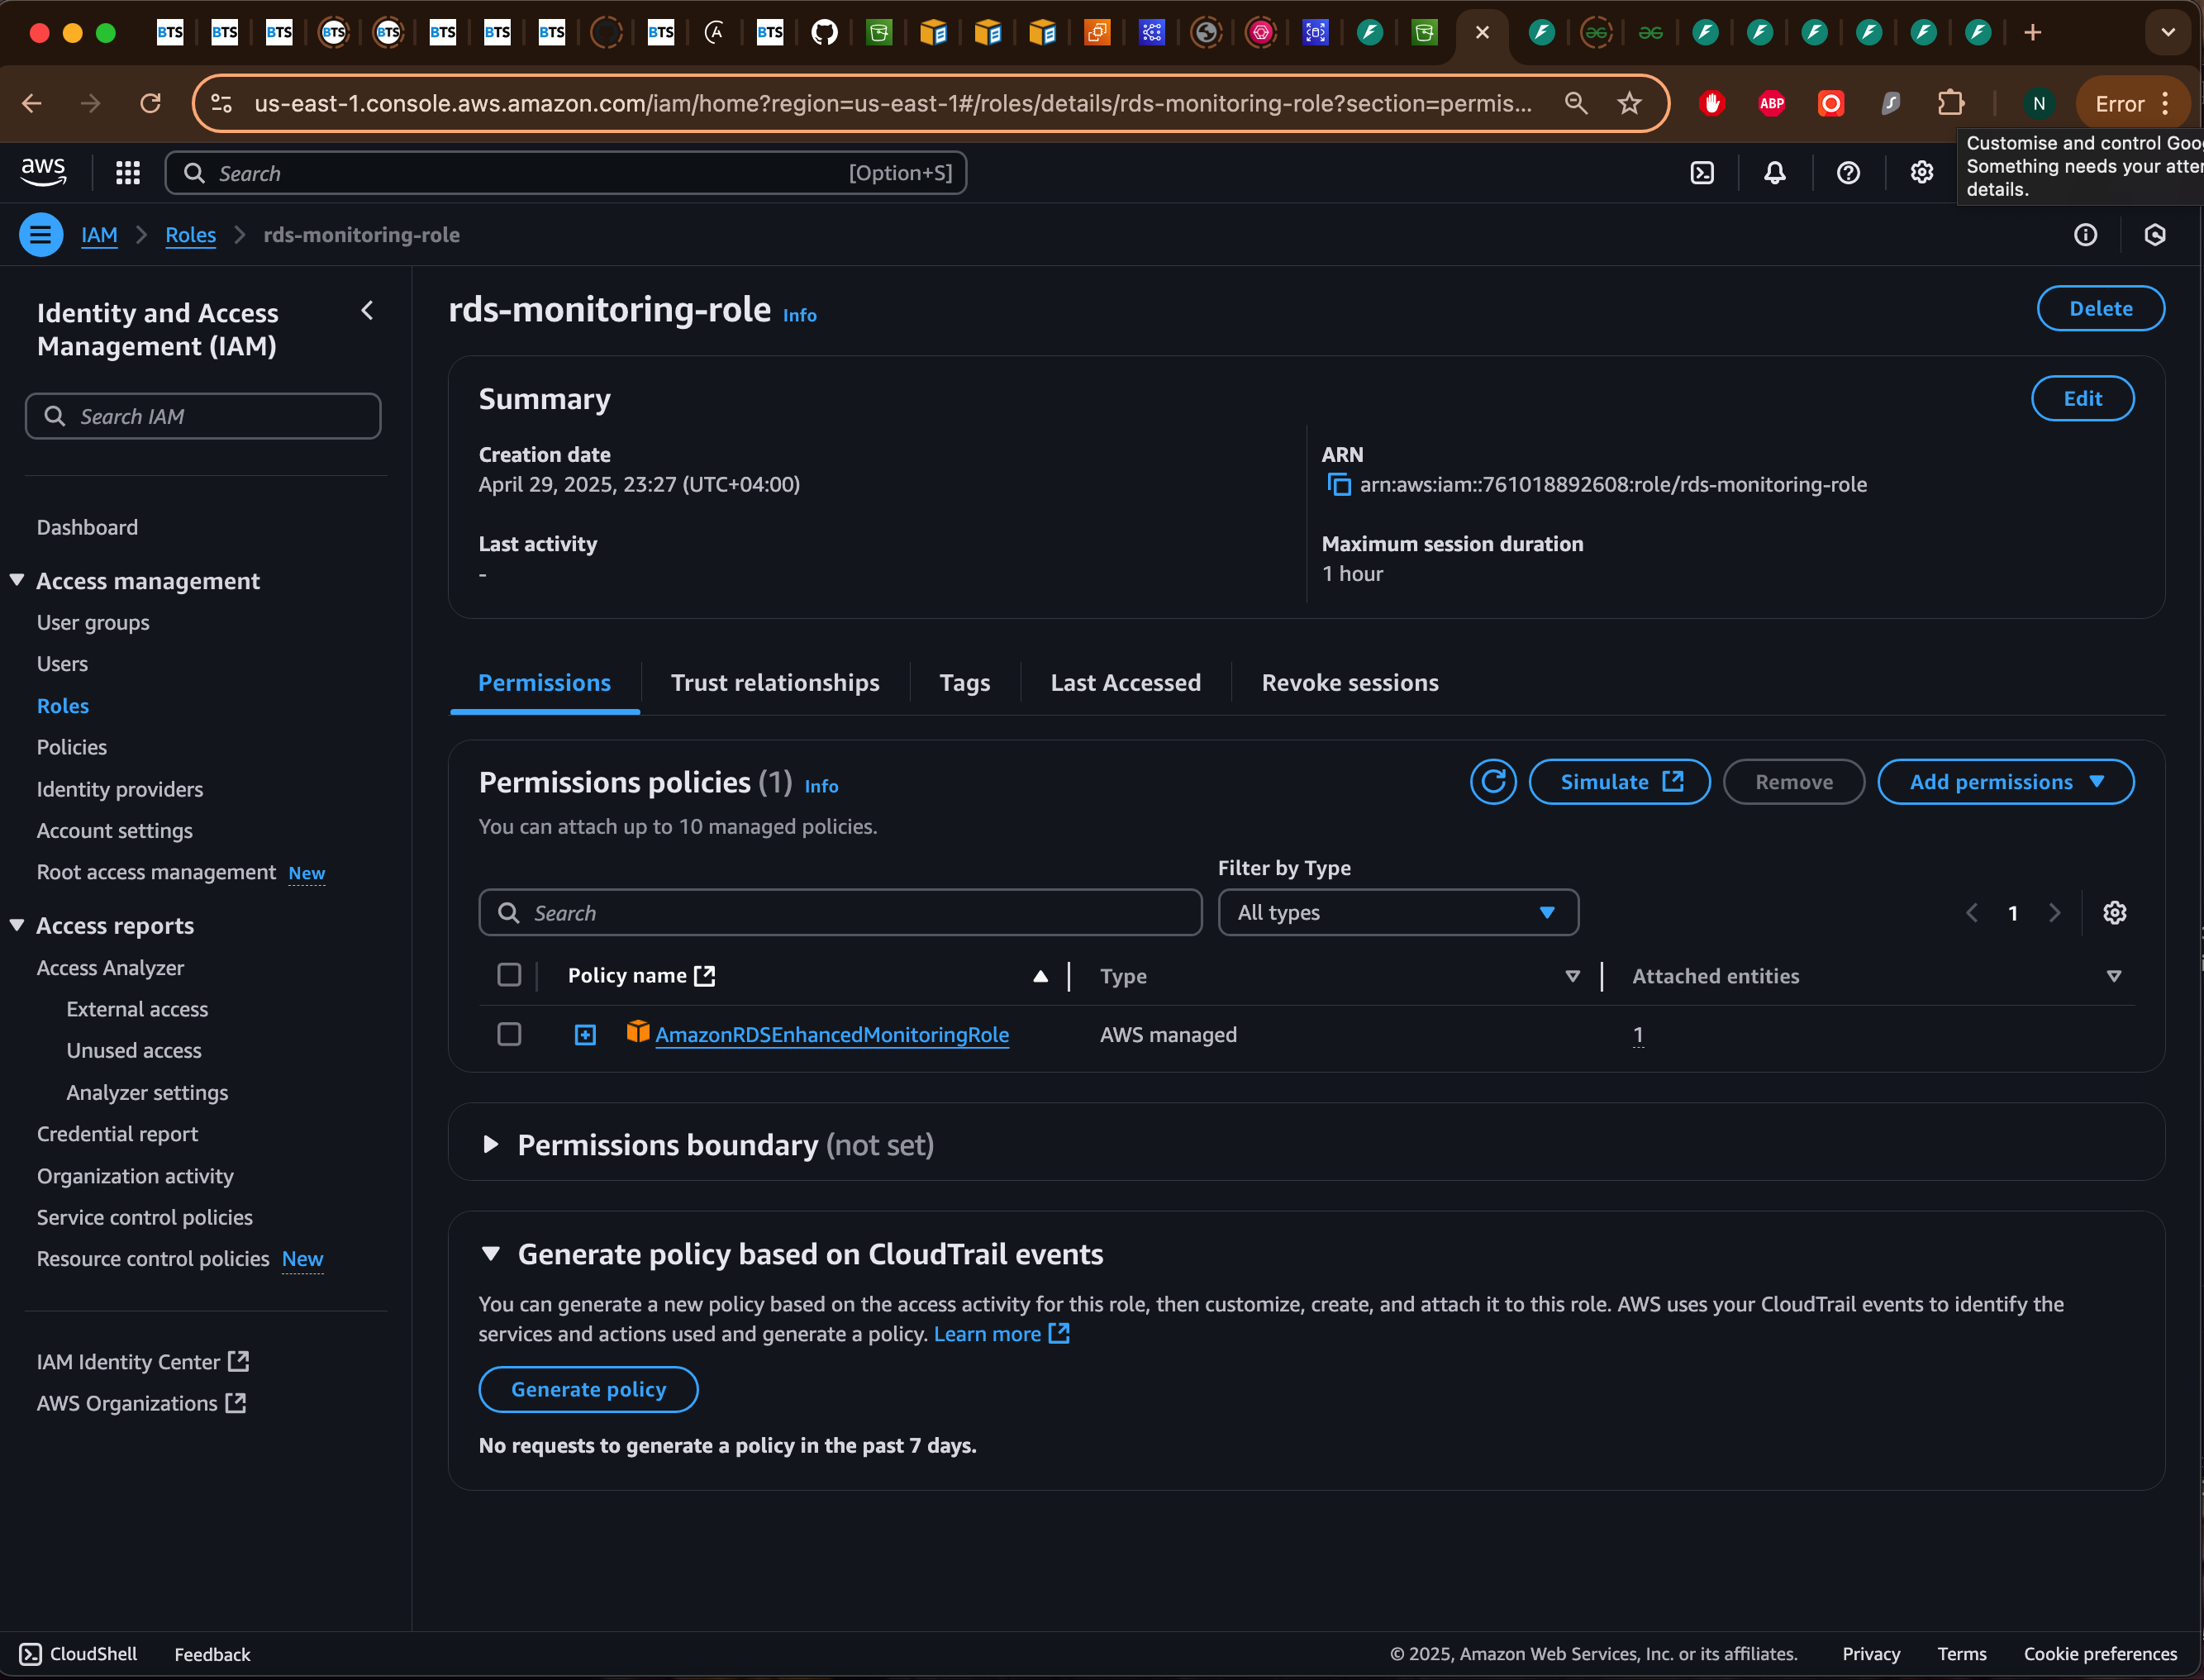 BTS
BTS
BTS
BTS
BTS
BTS
BTS
BTS
BTS
BTS
us-east-1.console.aws.amazon.com/iam/home?region=us-east-1#/roles/details/rds-monitoring-role?section=permis...
ABP
N
Error
Customise and control Goo
Something needs your atte
details.
aws
Search
[Option+S]
IAM
Roles
rds-monitoring-role
Identity and Access
Management (IAM)
Search IAM
Dashboard
Access management
User groups
Users
Roles
Policies
Identity providers
Account settings
Root access management New
Access reports
Access Analyzer
External access
Unused access
Analyzer settings
Credential report
Organization activity
Service control policies
Resource control policies New
IAM Identity Center
AWS Organizations
rds-monitoring-role Info
Delete
Summary
Edit
Creation date
April 29, 2025, 23:27 (UTC+04:00)
ARN
arn:aws:iam::761018892608:role/rds-monitoring-role
Last activity
-
Maximum session duration
1 hour
Permissions
Trust relationships
Tags
Last Accessed
Revoke sessions
Permissions policies (1) Info
Simulate
Remove
Add permissions
You can attach up to 10 managed policies.
Filter by Type
Search
All types
1
Policy name
Type
Attached entities
AmazonRDSEnhancedMonitoringRole
AWS managed
1
Permissions boundary (not set)
Generate policy based on CloudTrail events
You can generate a new policy based on the access activity for this role, then customize, create, and attach it to this role. AWS uses your CloudTrail events to identify the
services and actions used and generate a policy. Learn more
Generate policy
No requests to generate a policy in the past 7 days.
CloudShell
Feedback
© 2025, Amazon Web Services, Inc. or its affiliates.
Privacy
Terms
Cookie preferences